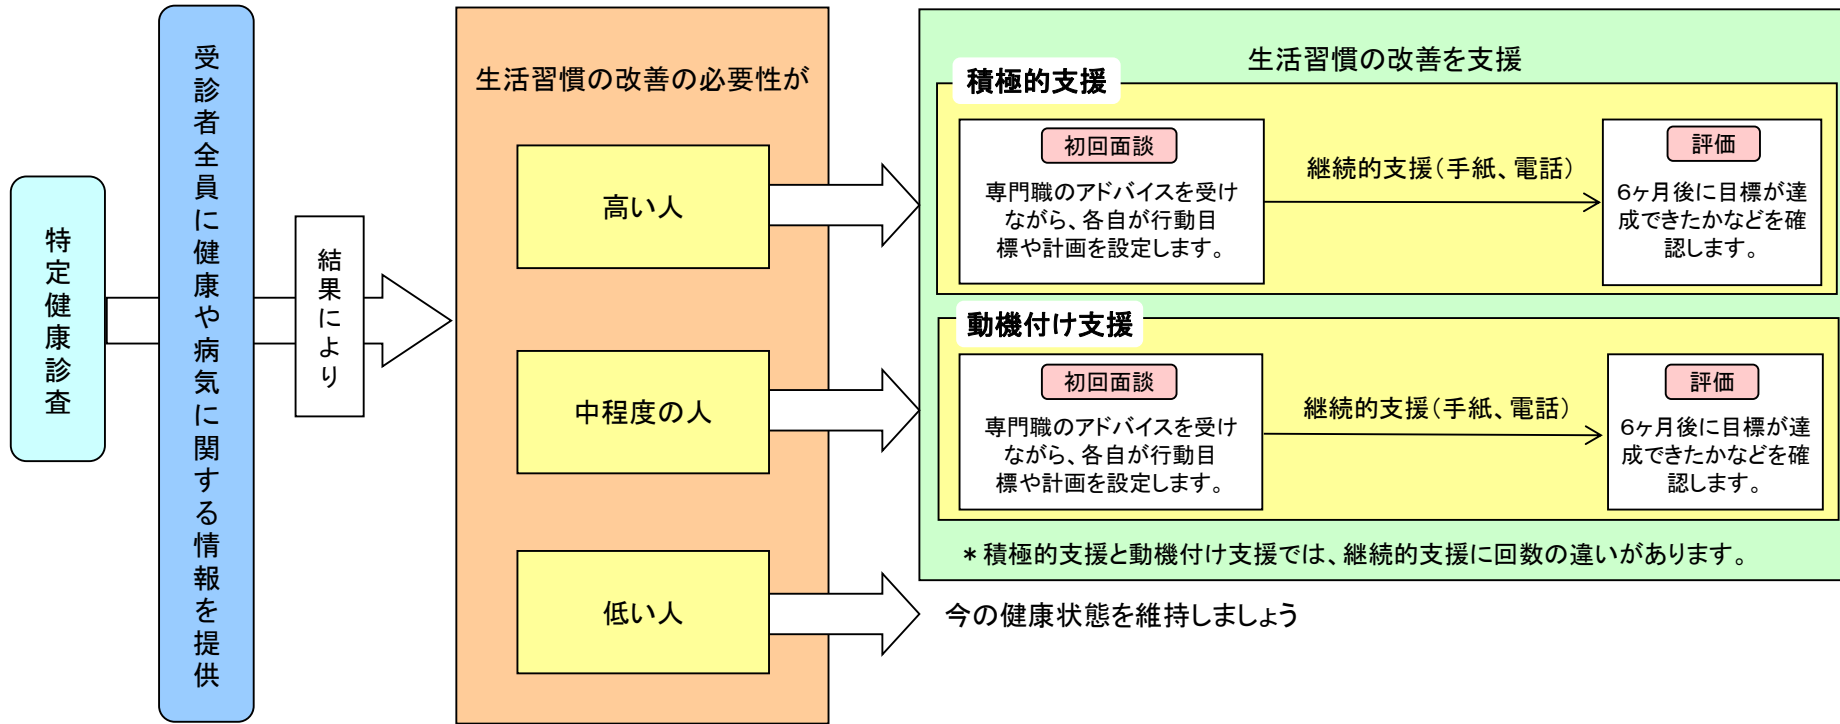 特定健康診査
受診者全員に健康や病気に関する情報を提供
結果により
生活習慣の改善の必要性が
高い人
中程度の人
低い人
生活習慣の改善を支援
積極的支援
初回面談
専門職のアドバイスを受け
ながら、各自が行動目
標や計画を設定します。
継続的支援(手紙、電話)
評価
6ヶ月後に目標が達
成できたかなどを確
認します。
動機付け支援
初回面談
専門職のアドバイスを受け
ながら、各自が行動目
標や計画を設定します。
継続的支援(手紙、電話)
評価
6ヶ月後に目標が達
成できたかなどを確
認します。
*積極的支援と動機付け支援では、継続的支援に回数の違いがあります。
今の健康状態を維持しましょう